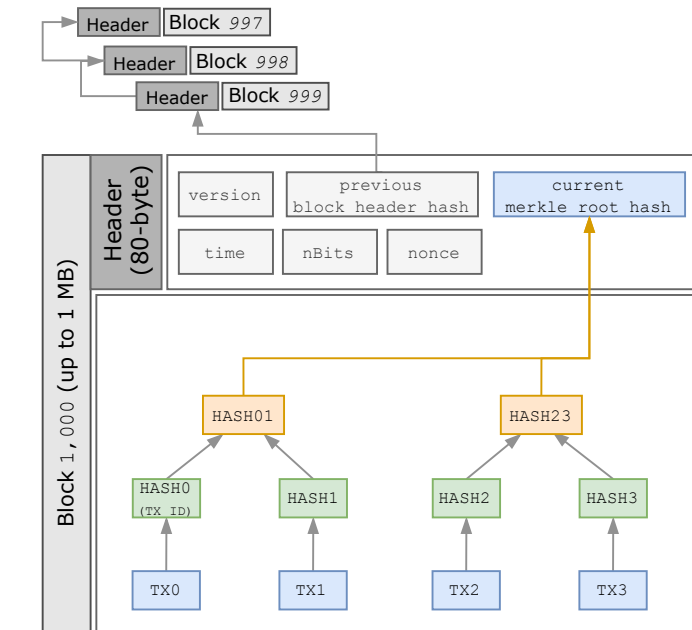 Header Block 997
Header Block 998
Header Block 999
Block 1,000 (up to 1 MB)
Header
(80-byte)
version
previous
block header hash
current
merkle root hash
time
nBits
nonce
HASH01
HASH23
HASH0
(TX ID)
HASH1
HASH2
HASH3
TX0
TX1
TX2
TX3